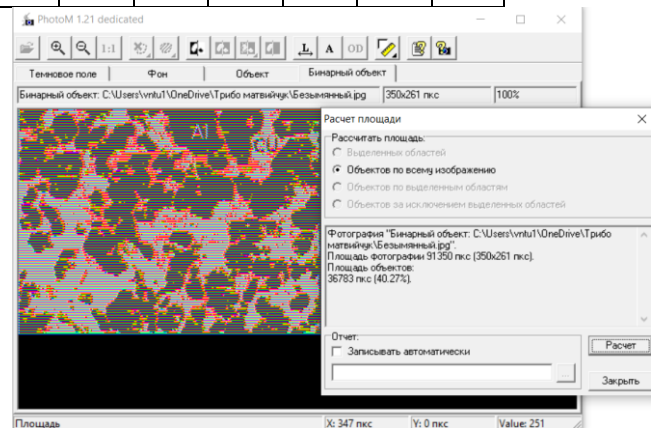 PhotoM 1.21 dedicated
1:1
L A OD
Темновое поле Фон Объект Бинарный объект
Бинарный объект: C:\Users\vntu1\OneDrive\Трибо матвийчук\Безымянный.jpg 350x261 пкс 100%
Al
Cu
Расчет площади
Рассчитать площадь:
Выделенных областей
Объектов по всему изображению
Объектов по выделенным областям
Объектов за исключением выделенных областей
Фотография "Бинарный объект: C:\Users\vntu1\OneDrive\Трибо
матвийчук\Безымянный.jpg".
Площадь фотографии 91350 пкс (350x261 пкс).
Площадь объектов:
36783 пкс (40.27%).
Отчет:
Записывать автоматически
...
Расчет
Закрыть
Площадь X: 347 пкс Y: 0 пкс Value: 251